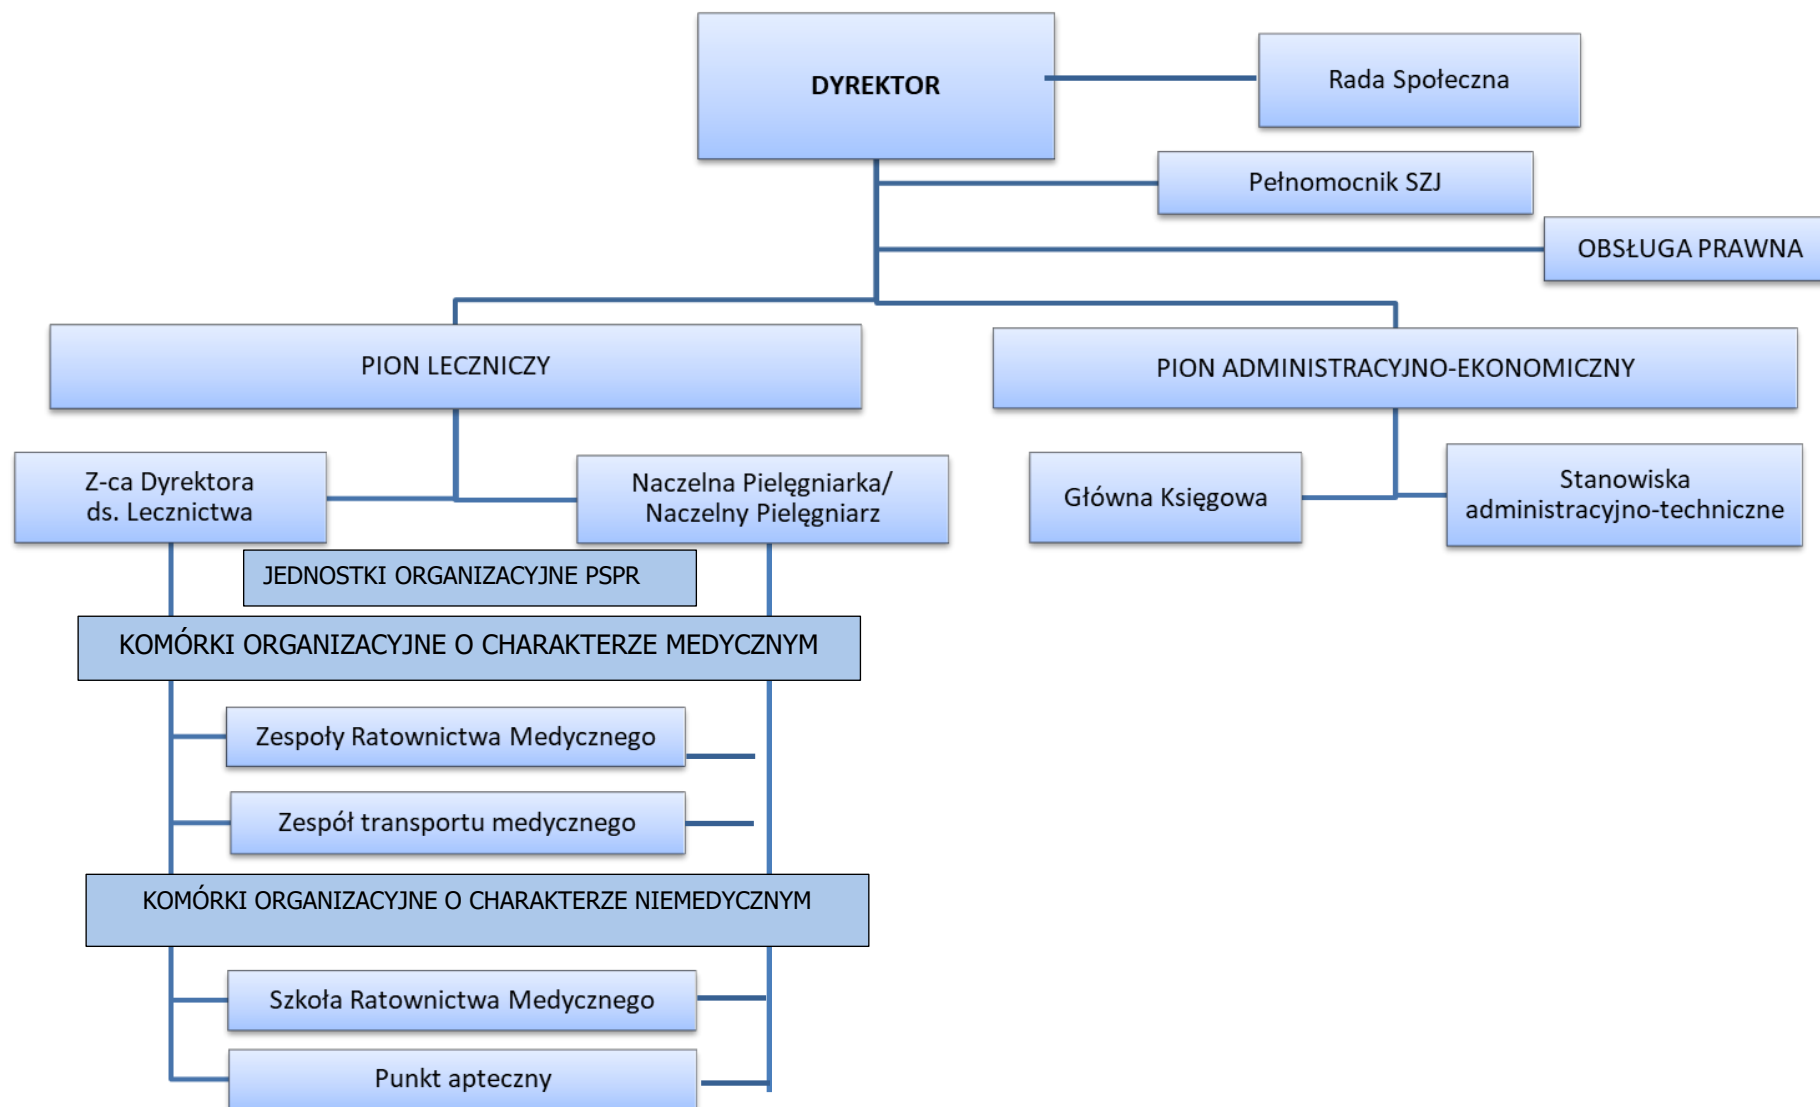 DYREKTOR
Rada Społeczna
Pełnomocnik SZJ
OBSŁUGA PRAWNA
PION LECZNICZY
PION ADMINISTRACYJNO-EKONOMICZNY
Z-ca Dyrektora
ds. Lecznictwa
Naczelna Pielęgniarka/
Naczelny Pielęgniarz
Główna Księgowa
Stanowiska
administracyjno-techniczne
JEDNOSTKI ORGANIZACYJNE PSPR
KOMÓRKI ORGANIZACYJNE O CHARAKTERZE MEDYCZNYM
Zespoły Ratownictwa Medycznego
Zespół transportu medycznego
KOMÓRKI ORGANIZACYJNE O CHARAKTERZE NIEMEDYCZNYM
Szkoła Ratownictwa Medycznego
Punkt apteczny